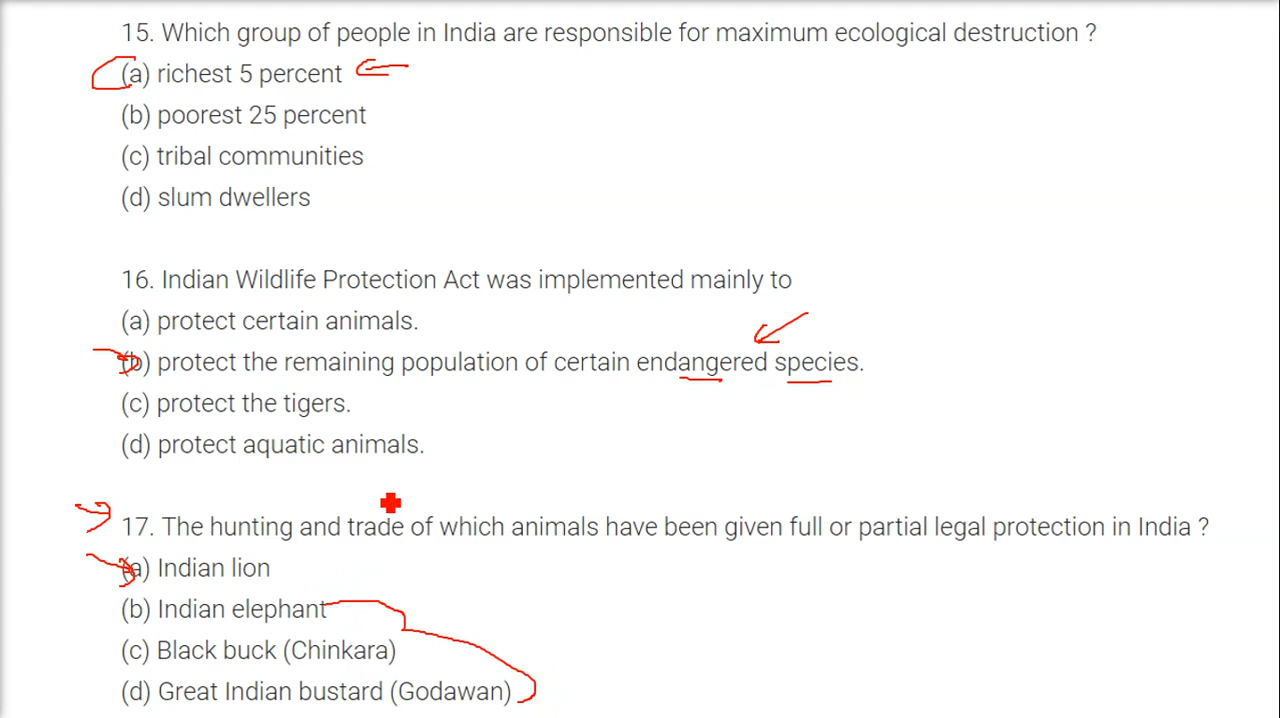 15. Which group of people in India are responsible for maximum ecological destruction ?
(a) richest 5 percent
(b) poorest 25 percent
(c) tribal communities
(d) slum dwellers
16. Indian Wildlife Protection Act was implemented mainly to
(a) protect certain animals.
(b) protect the remaining population of certain endangered species.
(c) protect the tigers.
(d) protect aquatic animals.
17. The hunting and trade of which animals have been given full or partial legal protection in India ?
(a) Indian lion
(b) Indian elephant
(c) Black buck (Chinkara)
(d) Great Indian bustard (Godawan)